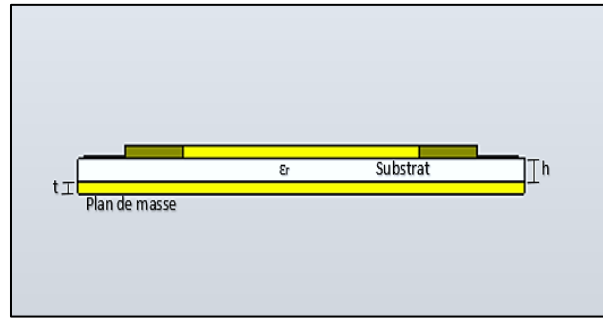 εr Substrat h
t
Plan de masse